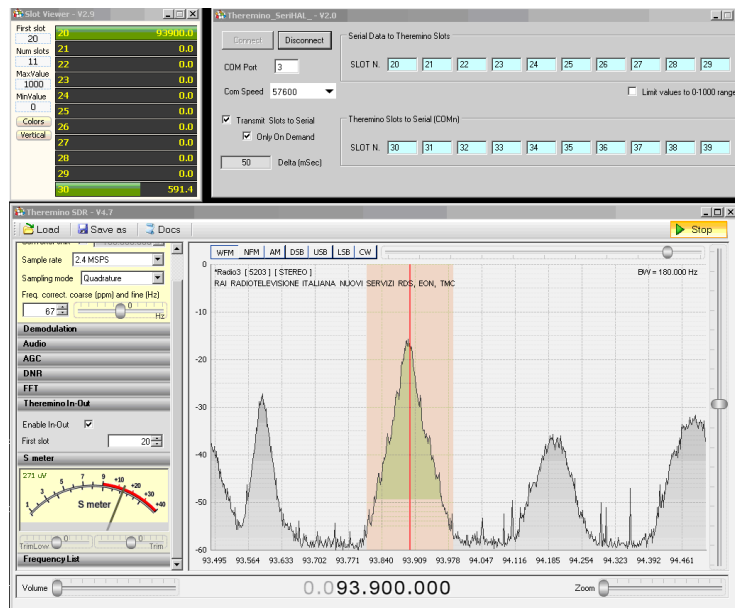 Slot Viewer - V2.9
First slot
20
Num slots
11
MaxValue
1000
MinValue
0
Colors
Vertical
20 93900.0
21 0.0
22 0.0
23 0.0
24 0.0
25 0.0
26 0.0
27 0.0
28 0.0
29 0.0
30 591.4
Theremino_SeriHAL_ - V2.0
Connect Disconnect
COM Port 3
Com Speed 57600
Transmit Slots to Serial
Only On Demand
50 Delta (mSec)
Serial Data to Theremino Slots
SLOT N. 20 21 22 23 24 25 26 27 28 29
Limit values to 0-1000 range
Theremino Slots to Serial (COMn)
SLOT N. 30 31 32 33 34 35 36 37 38 39
Theremino SDR - V4.7
Load Save as Docs Stop
Sample rate 2.4 MSPS
Sampling mode Quadrature
Freq. correct. coarse (ppm) and fine (Hz)
67 0 Hz
Demodulation
Audio
AGC
DNR
FFT
Theremino In-Out
Enable In-Out
First slot 20
S meter
271 uV
1 3 5 7 9 +10 +20 +30 +40
S meter
TrimLow 0 0 Trim
Frequency List
WFM NFM AM DSB USB LSB CW
*Radio3 [5203] [STEREO] BW = 180.000 Hz
RAI RADIOTELEVISIONE ITALIANA NUOVI SERVIZI RDS, EON, TMC
0
-10
-20
-30
-40
-50
-60
93.495 93.564 93.633 93.702 93.771 93.840 93.909 93.978 94.047 94.116 94.185 94.254 94.323 94.392 94.461
Volume 0.093.900.000 Zoom